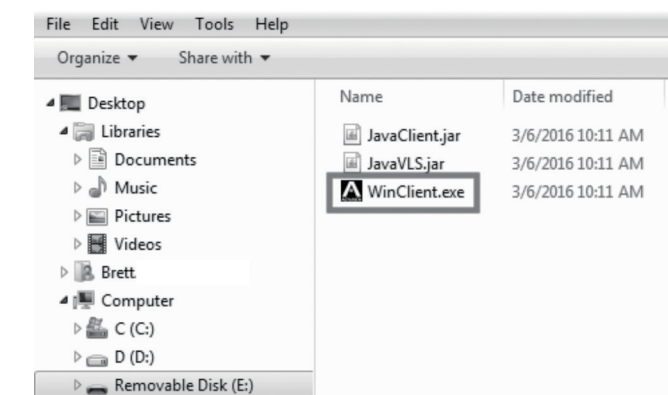 File Edit View Tools Help
Organize Share with
Desktop
Libraries
Documents
Music
Pictures
Videos
Brett
Computer
C (C:)
D (D:)
Removable Disk (E:)
Name Date modified
JavaClient.jar 3/6/2016 10:11 AM
JavaVLS.jar 3/6/2016 10:11 AM
WinClient.exe 3/6/2016 10:11 AM